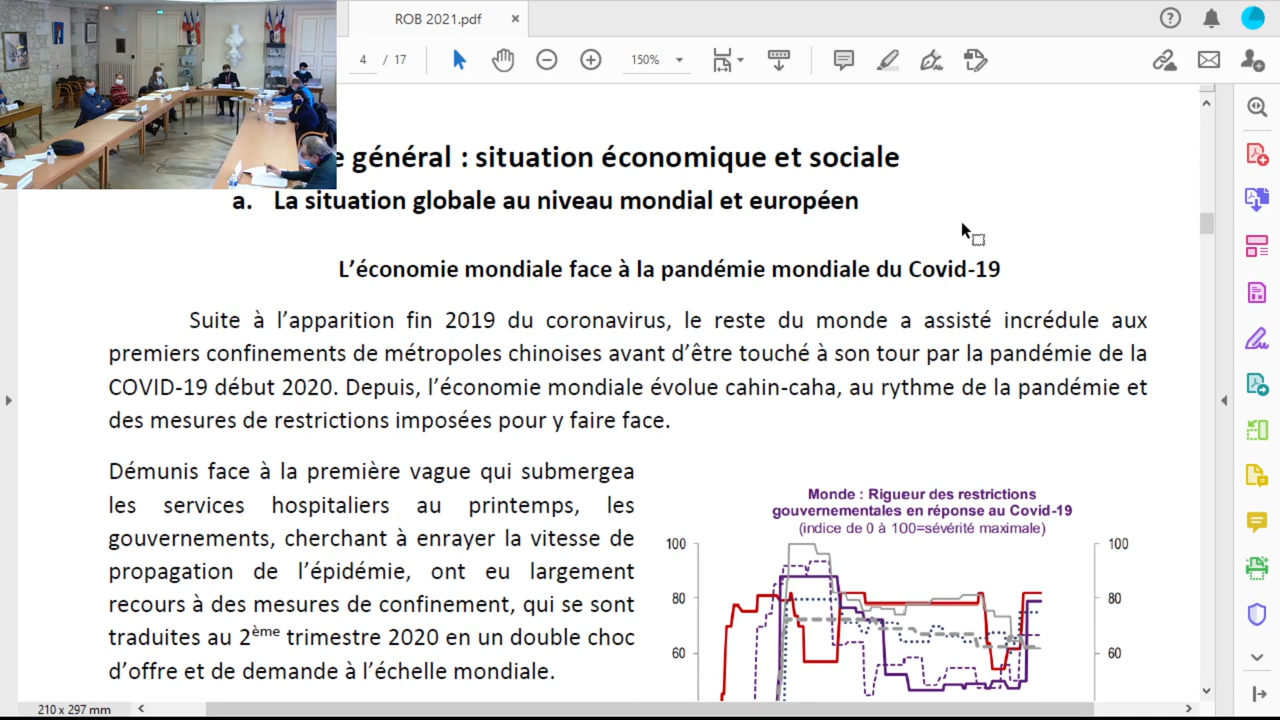 ROB 2021.pdf
4 / 17
150%
e général : situation économique et sociale
a. La situation globale au niveau mondial et européen
L’économie mondiale face à la pandémie mondiale du Covid-19
Suite à l’apparition fin 2019 du coronavirus, le reste du monde a assisté incrédule aux
premiers confinements de métropoles chinoises avant d’être touché à son tour par la pandémie de la
COVID-19 début 2020. Depuis, l’économie mondiale évolue cahin-caha, au rythme de la pandémie et
des mesures de restrictions imposées pour y faire face.
Démunis face à la première vague qui submergea
les services hospitaliers au printemps, les
gouvernements, cherchant à enrayer la vitesse de
propagation de l’épidémie, ont eu largement
recours à des mesures de confinement, qui se sont
traduites au 2ème trimestre 2020 en un double choc
d’offre et de demande à l’échelle mondiale.
Monde : Rigueur des restrictions
gouvernementales en réponse au Covid-19
(indice de 0 à 100=sévérité maximale)
100 100
80 80
60 60
210 x 297 mm